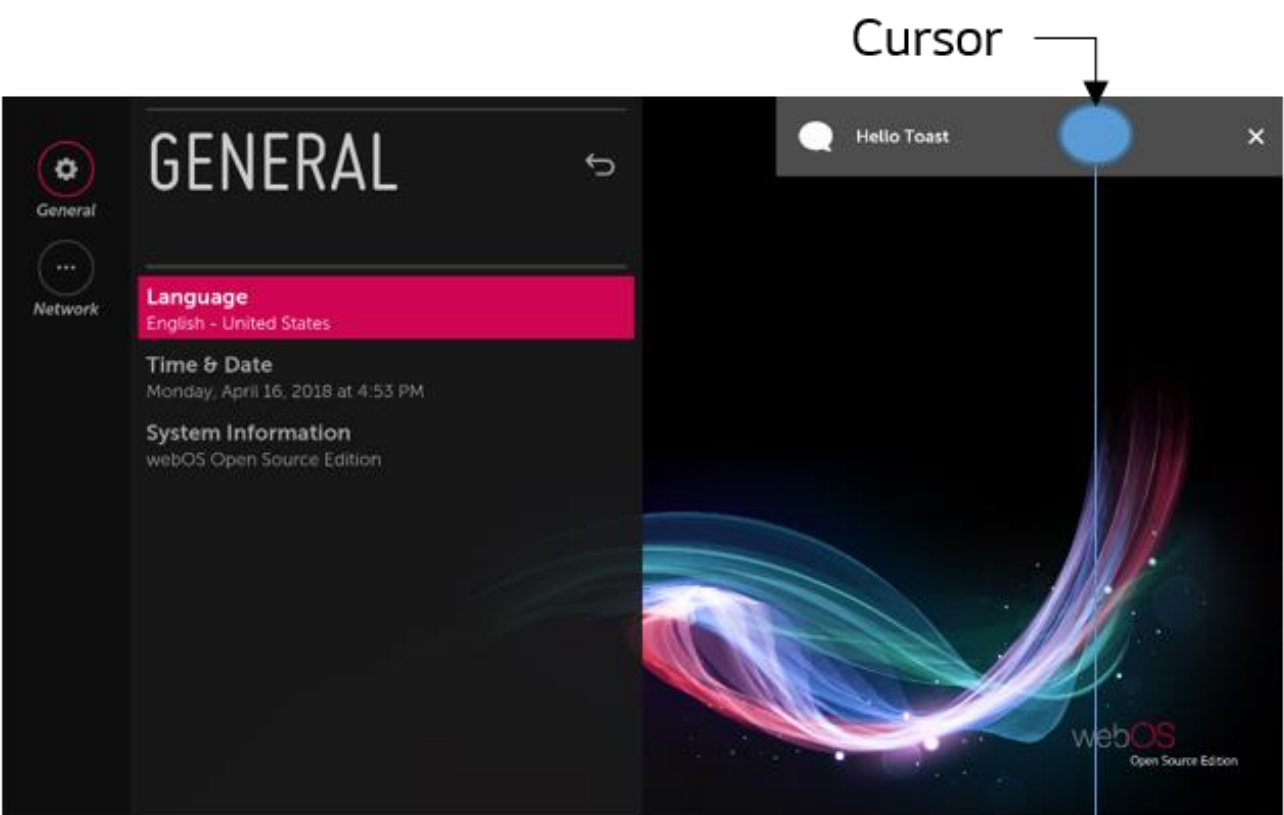 Cursor
Hello Toast
GENERAL
General
Network
Language
English - United States
Time & Date
Monday, April 16, 2018 at 4:53 PM
System Information
webOS Open Source Edition
webOS
Open Source Edition